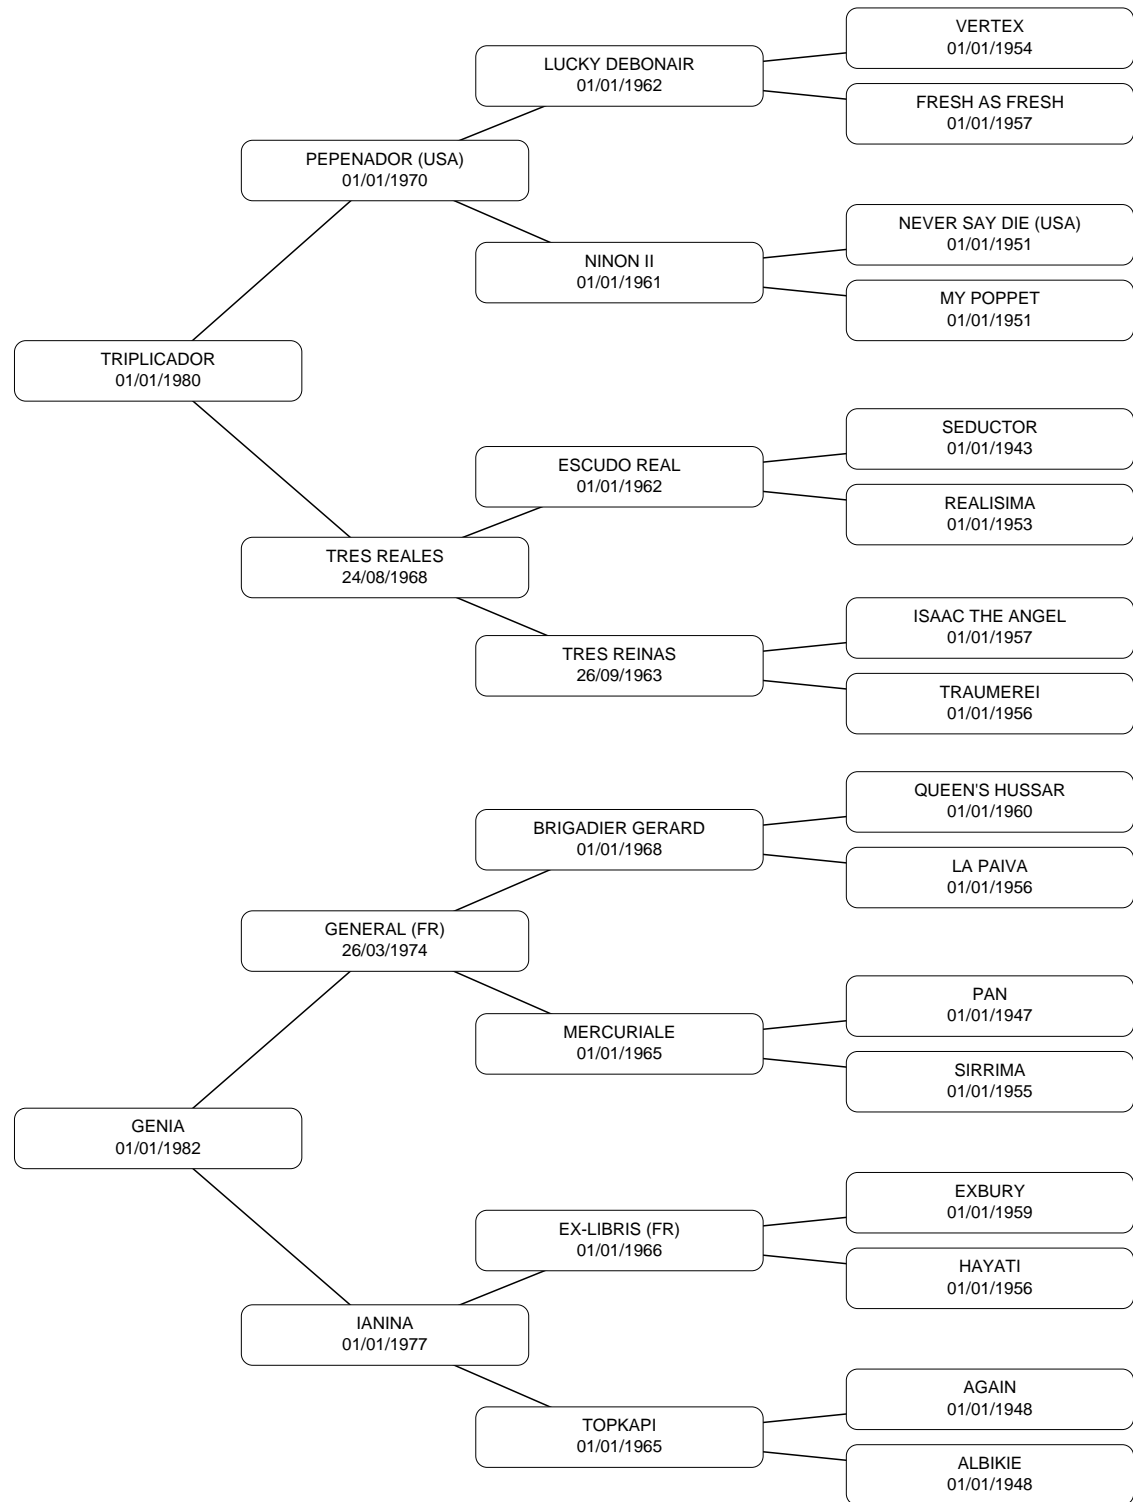 VERTEX
01/01/1954
LUCKY DEBONAIR
01/01/1962
FRESH AS FRESH
01/01/1957
PEPENADOR (USA)
01/01/1970
NEVER SAY DIE (USA)
01/01/1951
NINON II
01/01/1961
MY POPPET
01/01/1951
TRIPLICADOR
01/01/1980
SEDUCTOR
01/01/1943
ESCUDO REAL
01/01/1962
REALISIMA
01/01/1953
TRES REALES
24/08/1968
ISAAC THE ANGEL
01/01/1957
TRES REINAS
26/09/1963
TRAUMEREI
01/01/1956
QUEEN'S HUSSAR
01/01/1960
BRIGADIER GERARD
01/01/1968
LA PAIVA
01/01/1956
GENERAL (FR)
26/03/1974
PAN
01/01/1947
MERCURIALE
01/01/1965
SIRRIMA
01/01/1955
GENIA
01/01/1982
EXBURY
01/01/1959
EX-LIBRIS (FR)
01/01/1966
HAYATI
01/01/1956
IANINA
01/01/1977
AGAIN
01/01/1948
TOPKAPI
01/01/1965
ALBIKIE
01/01/1948